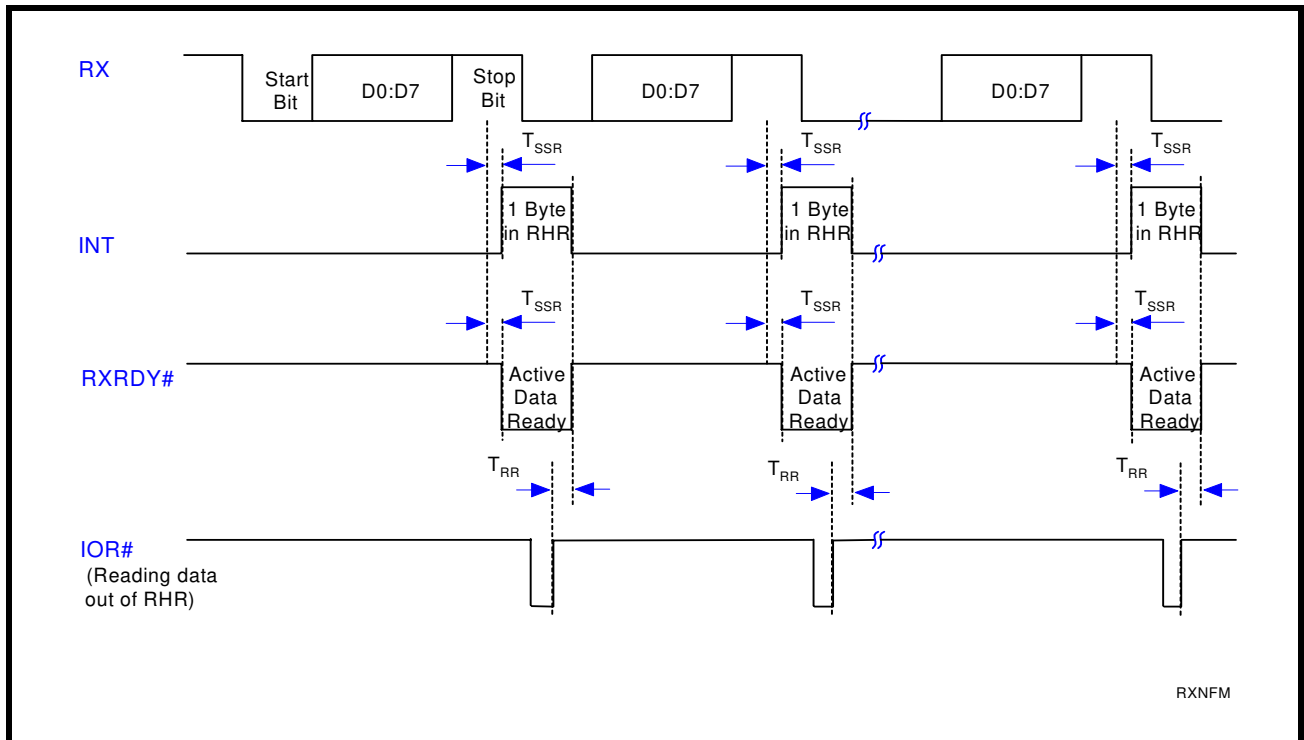 RX
Start
Bit
D0:D7
Stop
Bit
D0:D7
D0:D7
TSSR
TSSR
TSSR
INT
1 Byte
in RHR
1 Byte
in RHR
1 Byte
in RHR
TSSR
TSSR
TSSR
RXRDY#
Active
Data
Ready
Active
Data
Ready
Active
Data
Ready
TRR
TRR
TRR
IOR#
(Reading data
out of RHR)
RXNFM